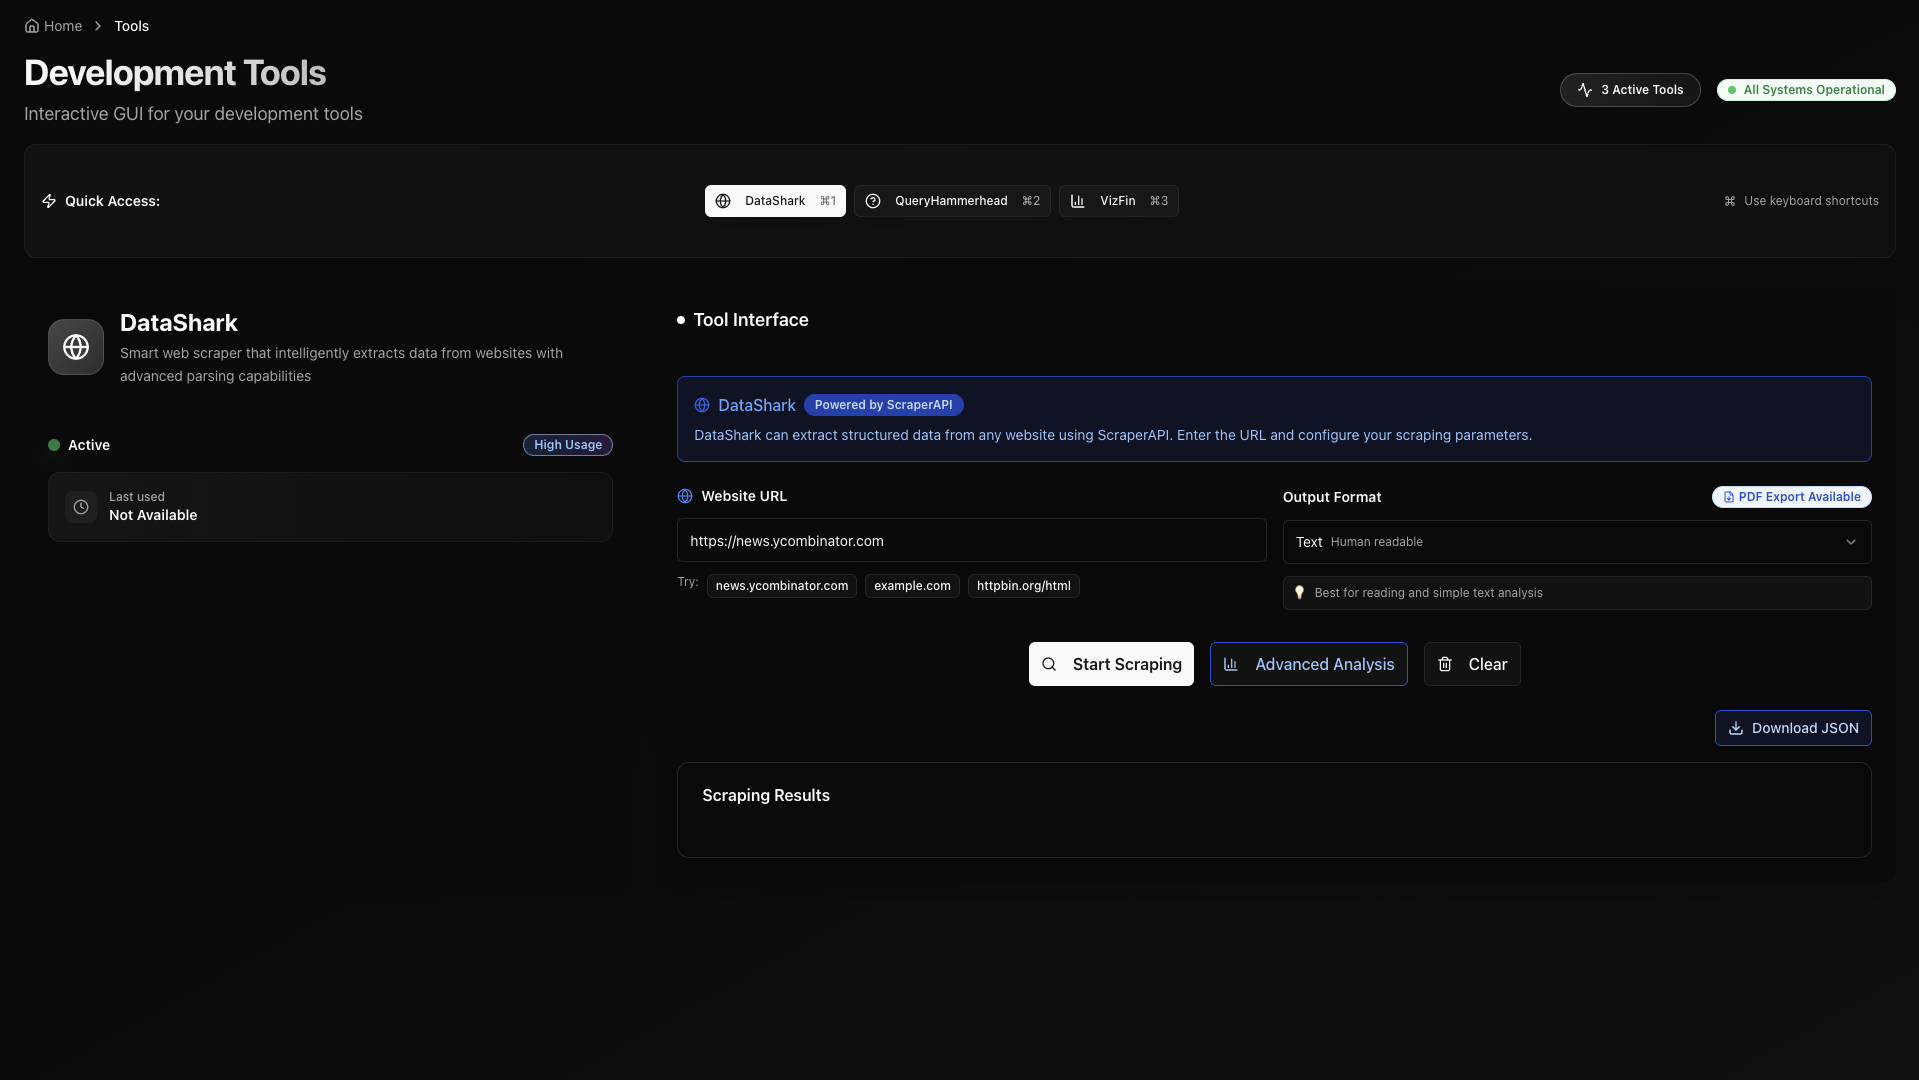 Home
Tools
Development Tools
Interactive GUI for your development tools
3 Active Tools
All Systems Operational
Quick Access:
DataShark ⌘1
QueryHammerhead ⌘2
VizFin ⌘3
⌘ Use keyboard shortcuts
DataShark
Smart web scraper that intelligently extracts data from websites with
advanced parsing capabilities
Active
High Usage
Last used
Not Available
Tool Interface
DataShark Powered by ScraperAPI
DataShark can extract structured data from any website using ScraperAPI. Enter the URL and configure your scraping parameters.
Website URL
https://news.ycombinator.com
Try: news.ycombinator.com example.com httpbin.org/html
Output Format
PDF Export Available
Text Human readable
Best for reading and simple text analysis
Start Scraping
Advanced Analysis
Clear
Download JSON
Scraping Results